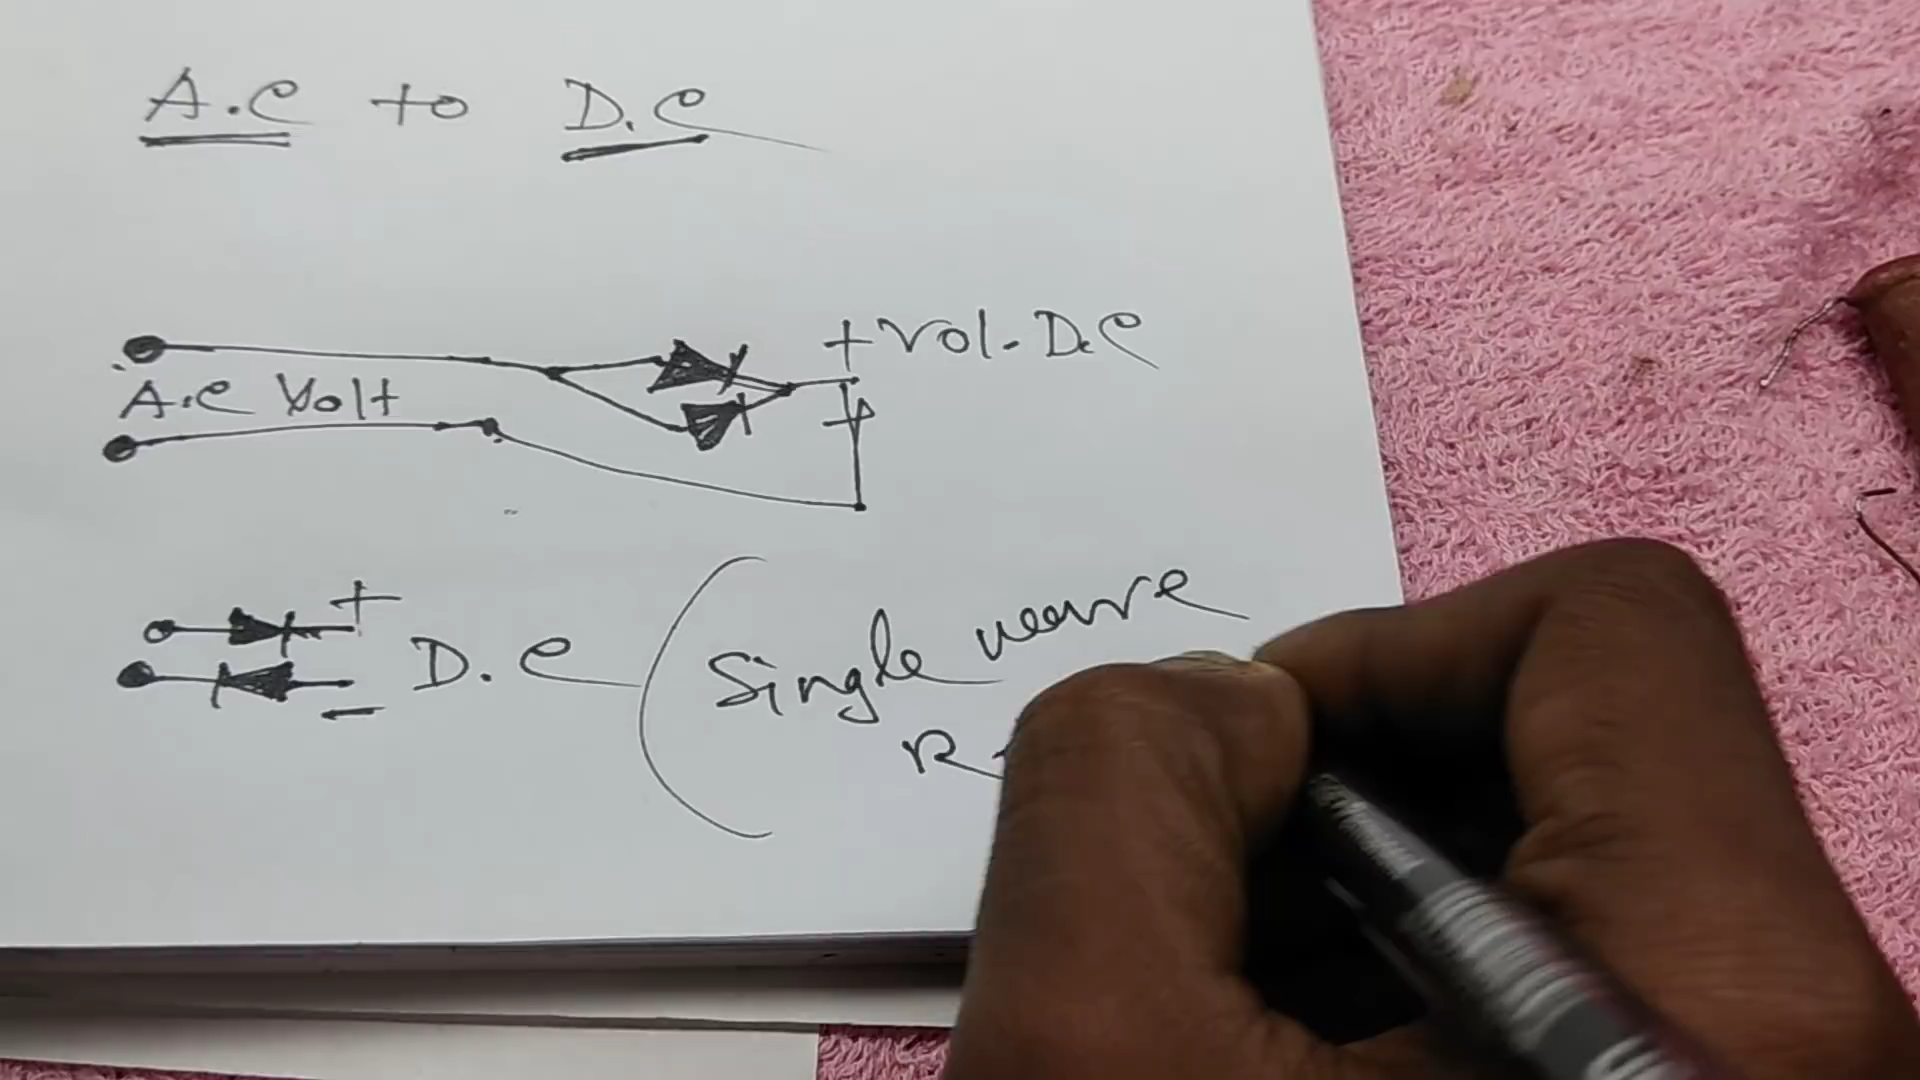 A.C to D.C
+ Vol. D.C
A.C Volt
+
D.C (Single wave
R
-